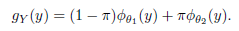 g_Y(y) = (1 − π)ϕ_{θ_1}(y) + πϕ_{θ_2}(y).